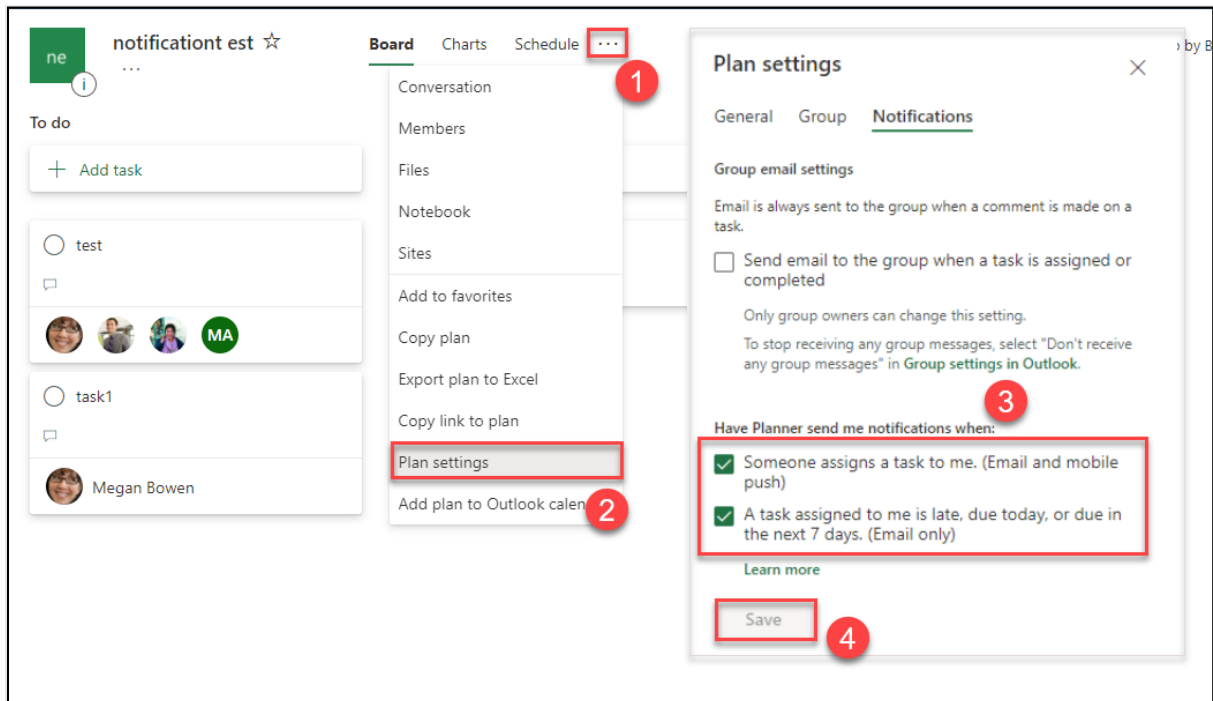 ne
notificationt est
...
i
Board Charts Schedule ...
1
To do
Add task
test
MA
task1
Megan Bowen
Conversation
Members
Files
Notebook
Sites
Add to favorites
Copy plan
Export plan to Excel
Copy link to plan
Plan settings
Add plan to Outlook calen
2
by B
Plan settings
General Group Notifications
Group email settings
Email is always sent to the group when a comment is made on a
task.
Send email to the group when a task is assigned or
completed
Only group owners can change this setting.
To stop receiving any group messages, select "Don't receive
any group messages" in Group settings in Outlook.
3
Have Planner send me notifications when:
Someone assigns a task to me. (Email and mobile
push)
A task assigned to me is late, due today, or due in
the next 7 days. (Email only)
Learn more
Save
4